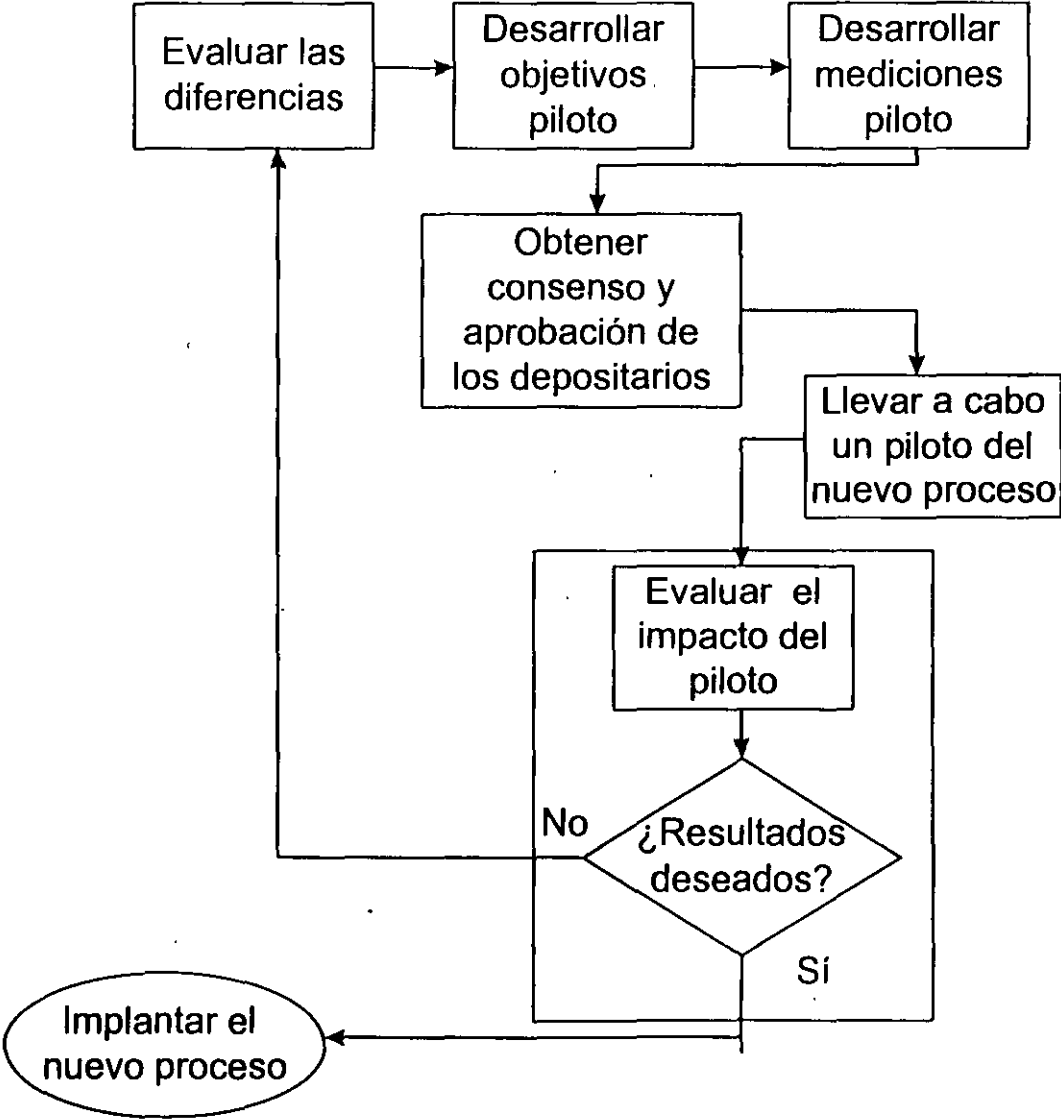 Evaluar las
diferencias
Desarrollar
objetivos
piloto
Desarrollar
mediciones
piloto
Obtener
consenso y
aprobación de
los depositarios
Llevar a cabo
un piloto del
nuevo proceso
Evaluar el
impacto del
piloto
No
¿Resultados
deseados?
Sí
Implantar el
nuevo proceso